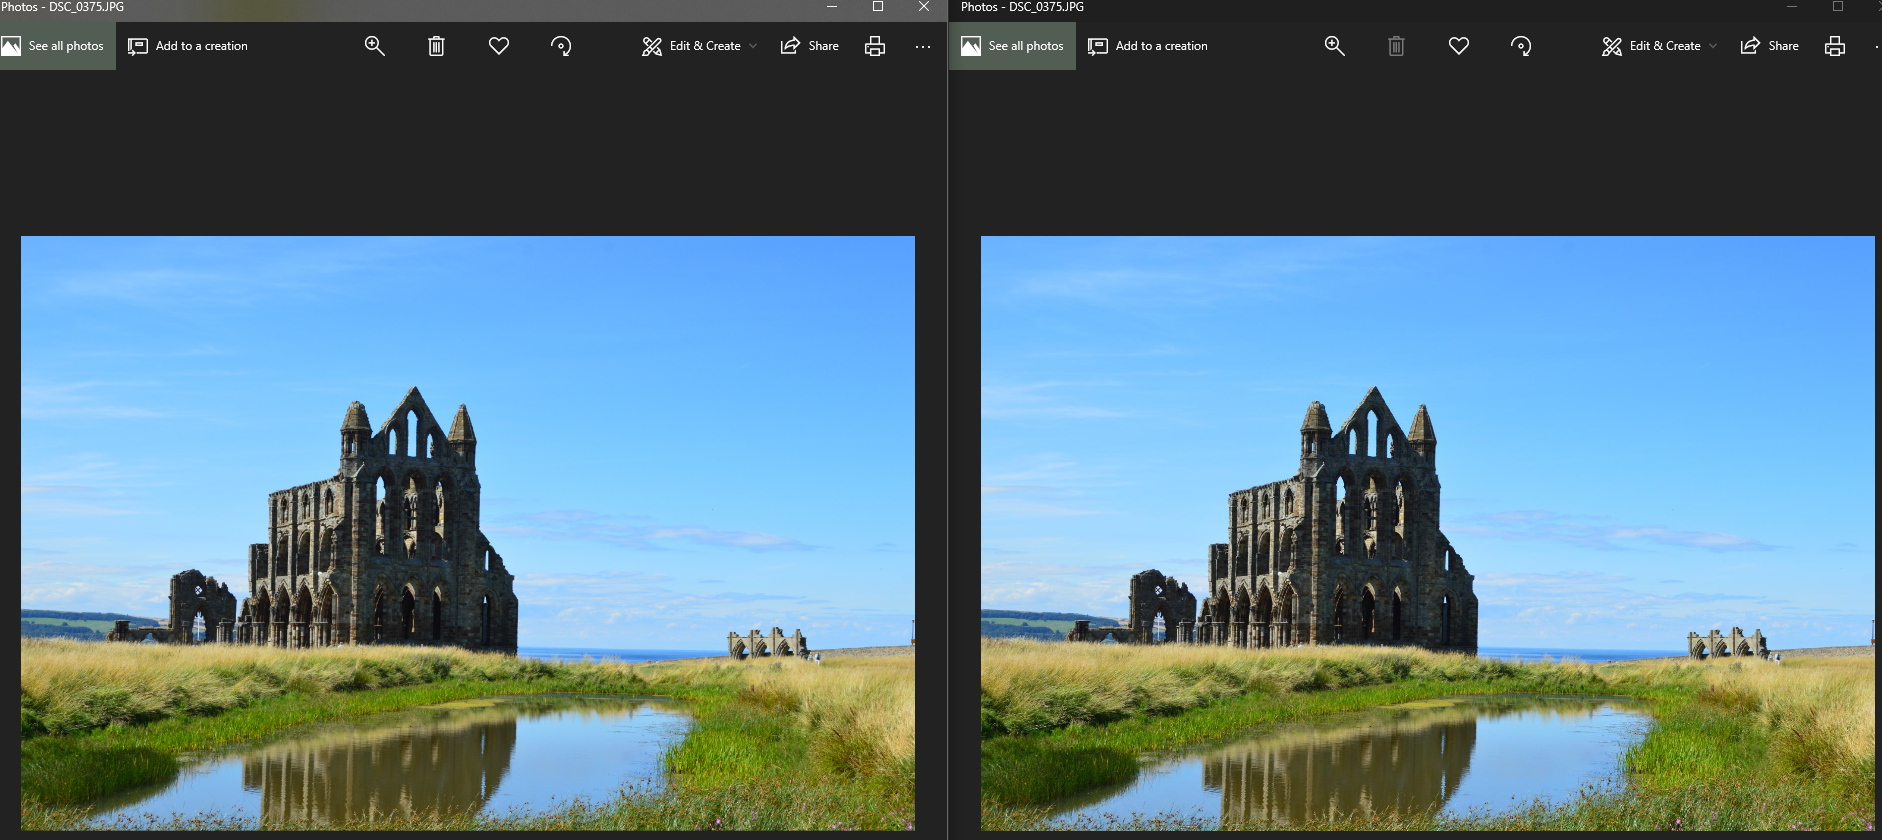 Photos - DSC_0375.JPG
See all photos
Add to a creation
Edit & Create
Share
Photos - DSC_0375.JPG
See all photos
Add to a creation
Edit & Create
Share